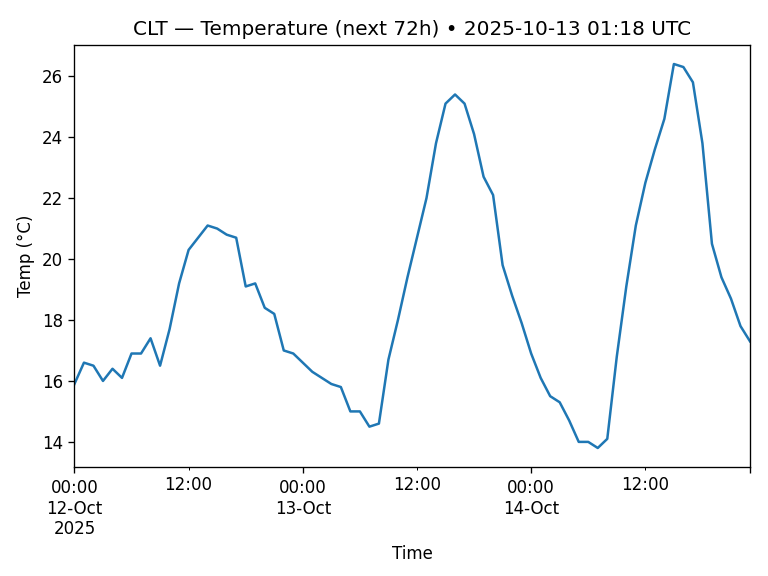 CLT — Temperature (next 72h) • 2025-10-13 01:18 UTC
Temp (°C)
26
24
22
20
18
16
14
00:00 12:00 00:00 12:00 00:00 12:00
12-Oct 13-Oct 14-Oct
2025
Time